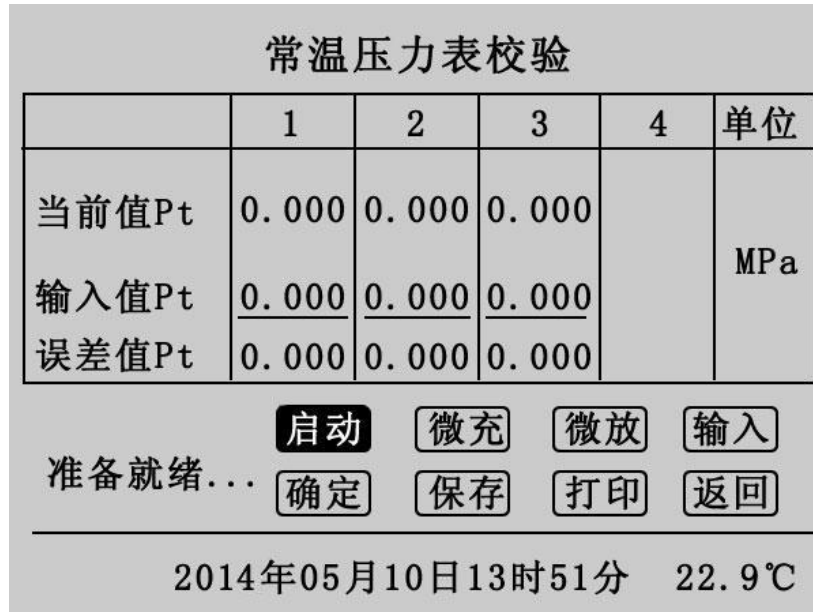 常温压力表校验
1 2 3 4 单位
当前值Pt 0.000 0.000 0.000
MPa
输入值Pt 0.000 0.000 0.000
误差值Pt 0.000 0.000 0.000
启动 微充 微放 输入
准备就绪...
确定 保存 打印 返回
2014年05月10日13时51分 22.9℃